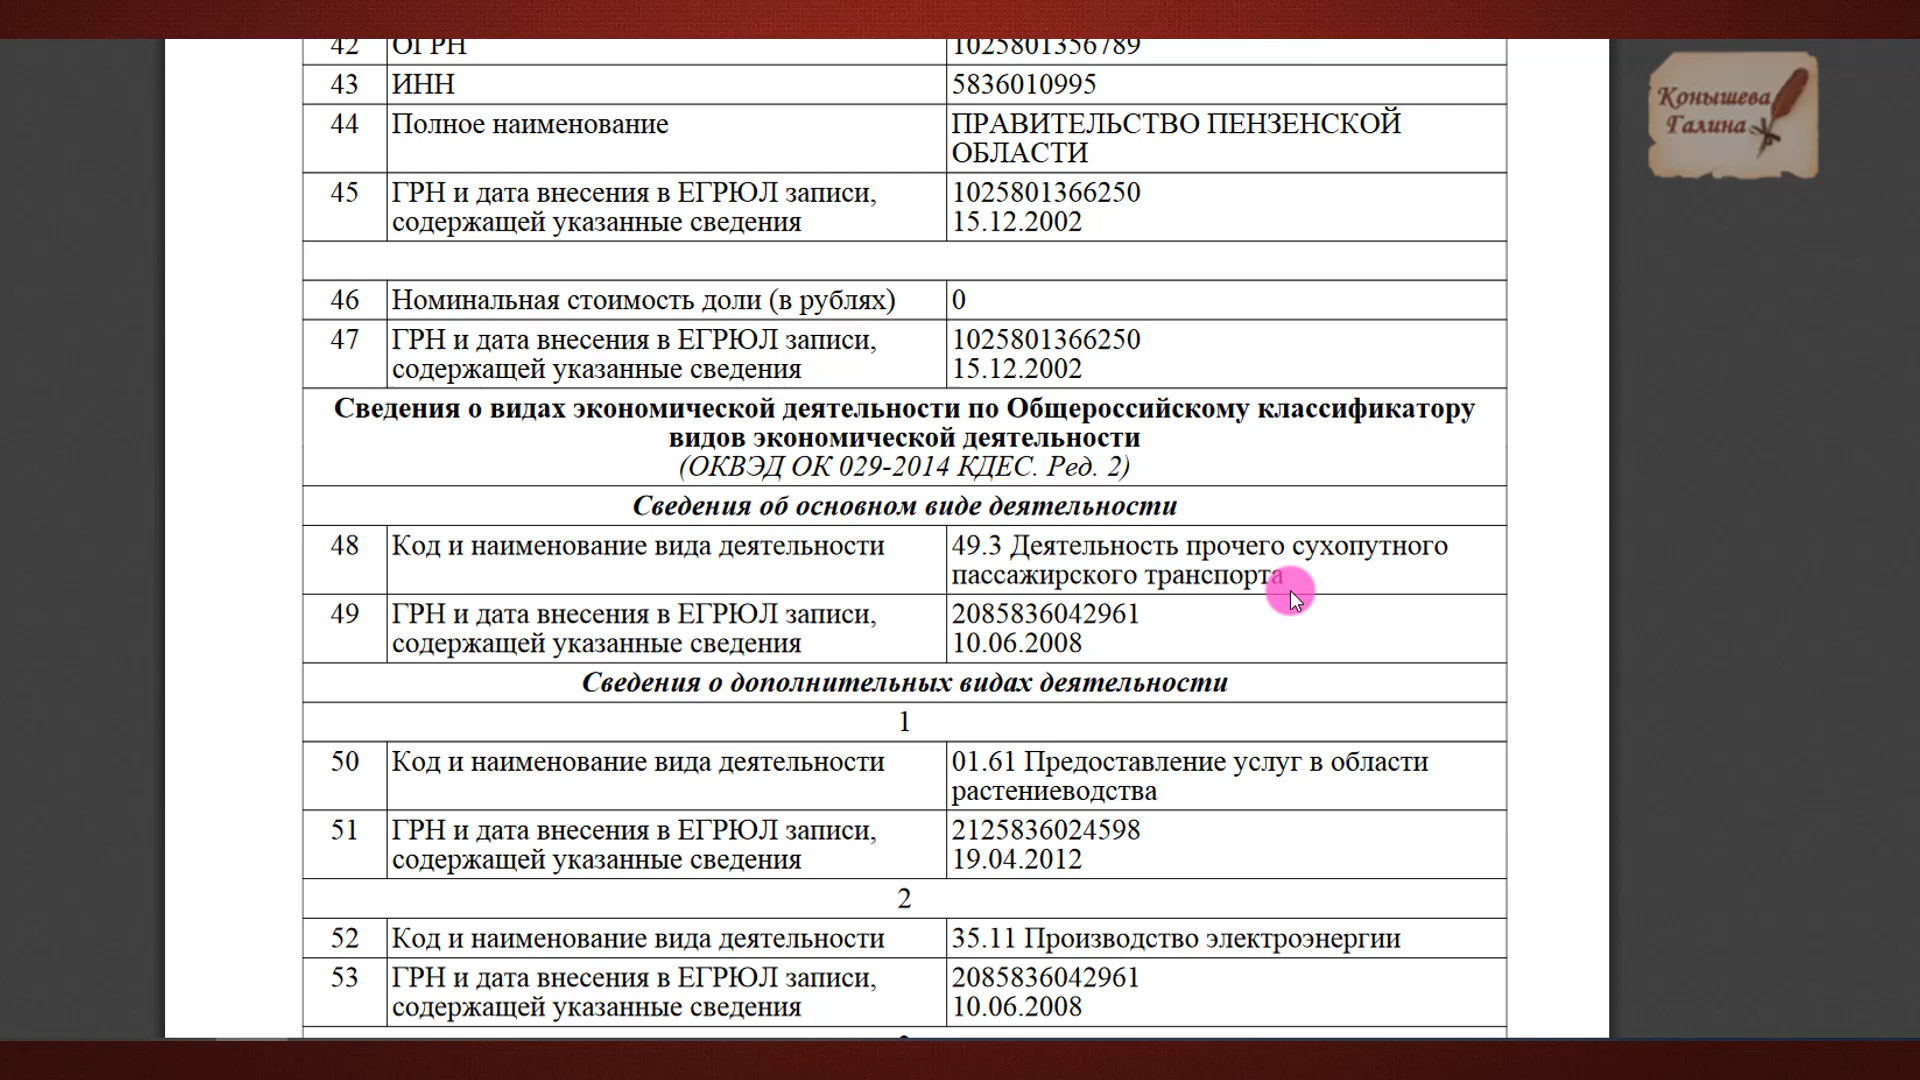 42 ОГРН 1025801356789
43 ИНН 5836010995
44 Полное наименование ПРАВИТЕЛЬСТВО ПЕНЗЕНСКОЙ
ОБЛАСТИ
45 ГРН и дата внесения в ЕГРЮЛ записи, 1025801366250
содержащей указанные сведения 15.12.2002
46 Номинальная стоимость доли (в рублях) 0
47 ГРН и дата внесения в ЕГРЮЛ записи, 1025801366250
содержащей указанные сведения 15.12.2002
Сведения о видах экономической деятельности по Общероссийскому классификатору
видов экономической деятельности
(ОКВЭД ОК 029-2014 КДЕС. Ред. 2)
Сведения об основном виде деятельности
48 Код и наименование вида деятельности 49.3 Деятельность прочего сухопутного
пассажирского транспорта
49 ГРН и дата внесения в ЕГРЮЛ записи, 2085836042961
содержащей указанные сведения 10.06.2008
Сведения о дополнительных видах деятельности
1
50 Код и наименование вида деятельности 01.61 Предоставление услуг в области
растениеводства
51 ГРН и дата внесения в ЕГРЮЛ записи, 2125836024598
содержащей указанные сведения 19.04.2012
2
52 Код и наименование вида деятельности 35.11 Производство электроэнергии
53 ГРН и дата внесения в ЕГРЮЛ записи, 2085836042961
содержащей указанные сведения 10.06.2008
Конышева
Галина